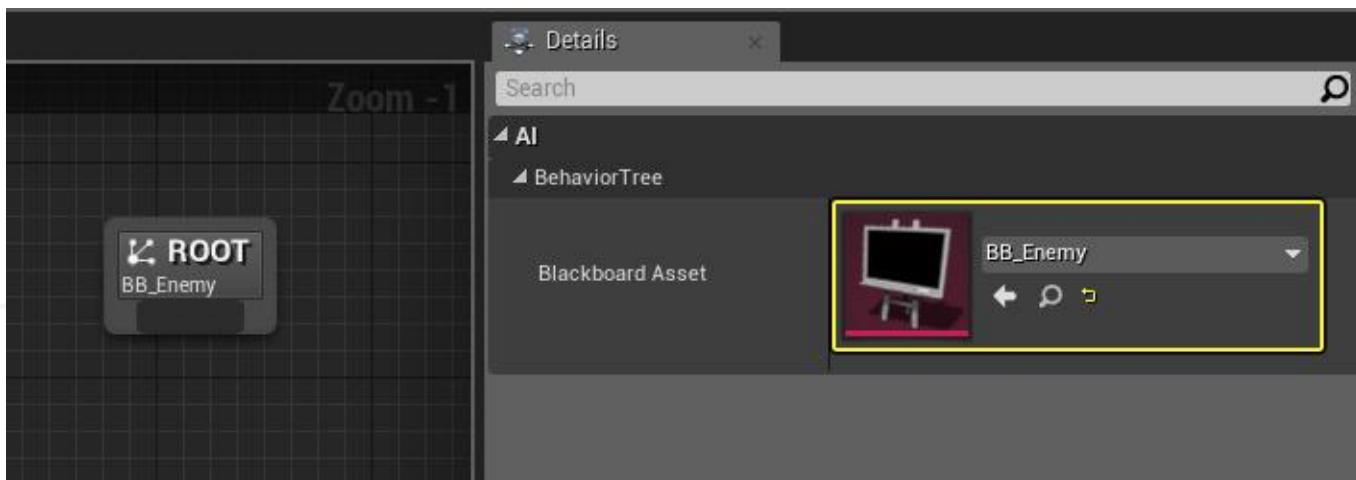 Details
Search
Zoom -1
AI
BehaviorTree
ROOT
BB_Enemy
Blackboard Asset
BB_Enemy